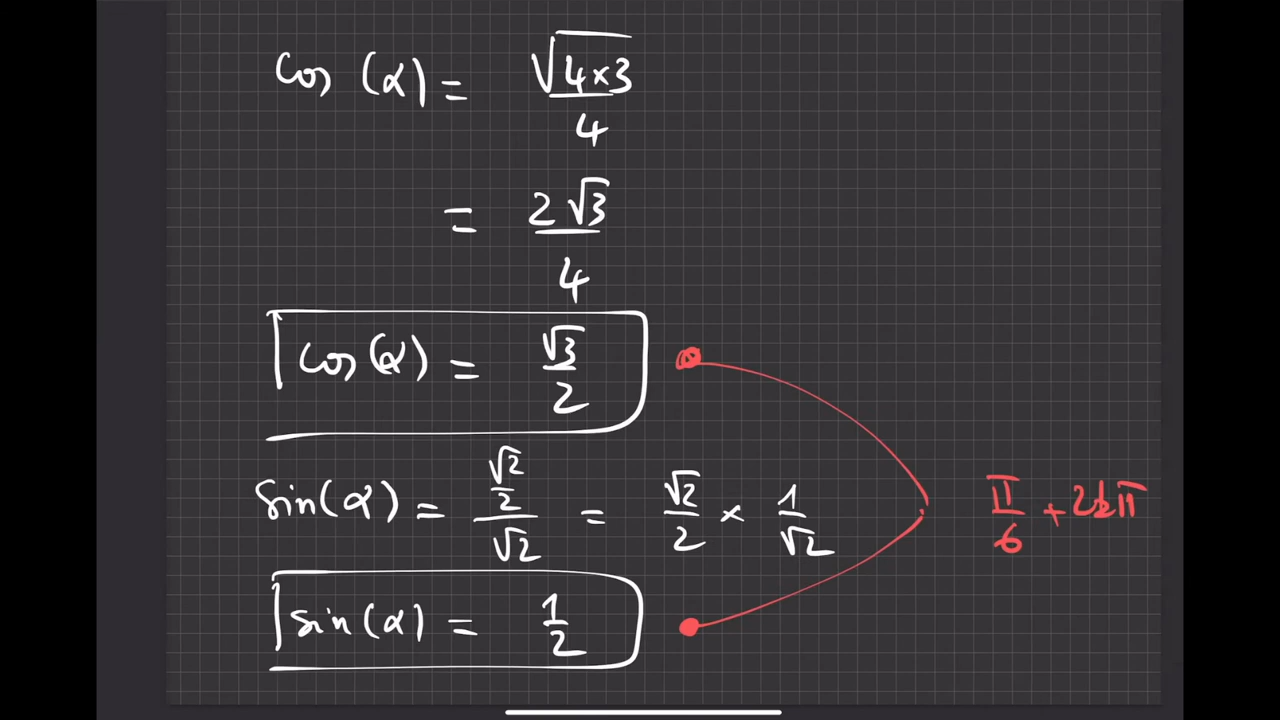 cos (α) = √(4×3) / 4
= 2√3 / 4
cos(α) = √3 / 2
sin(α) = (√2/2) / √2 = √2/2 × 1/√2
π/6 + 2kπ
sin(α) = 1/2